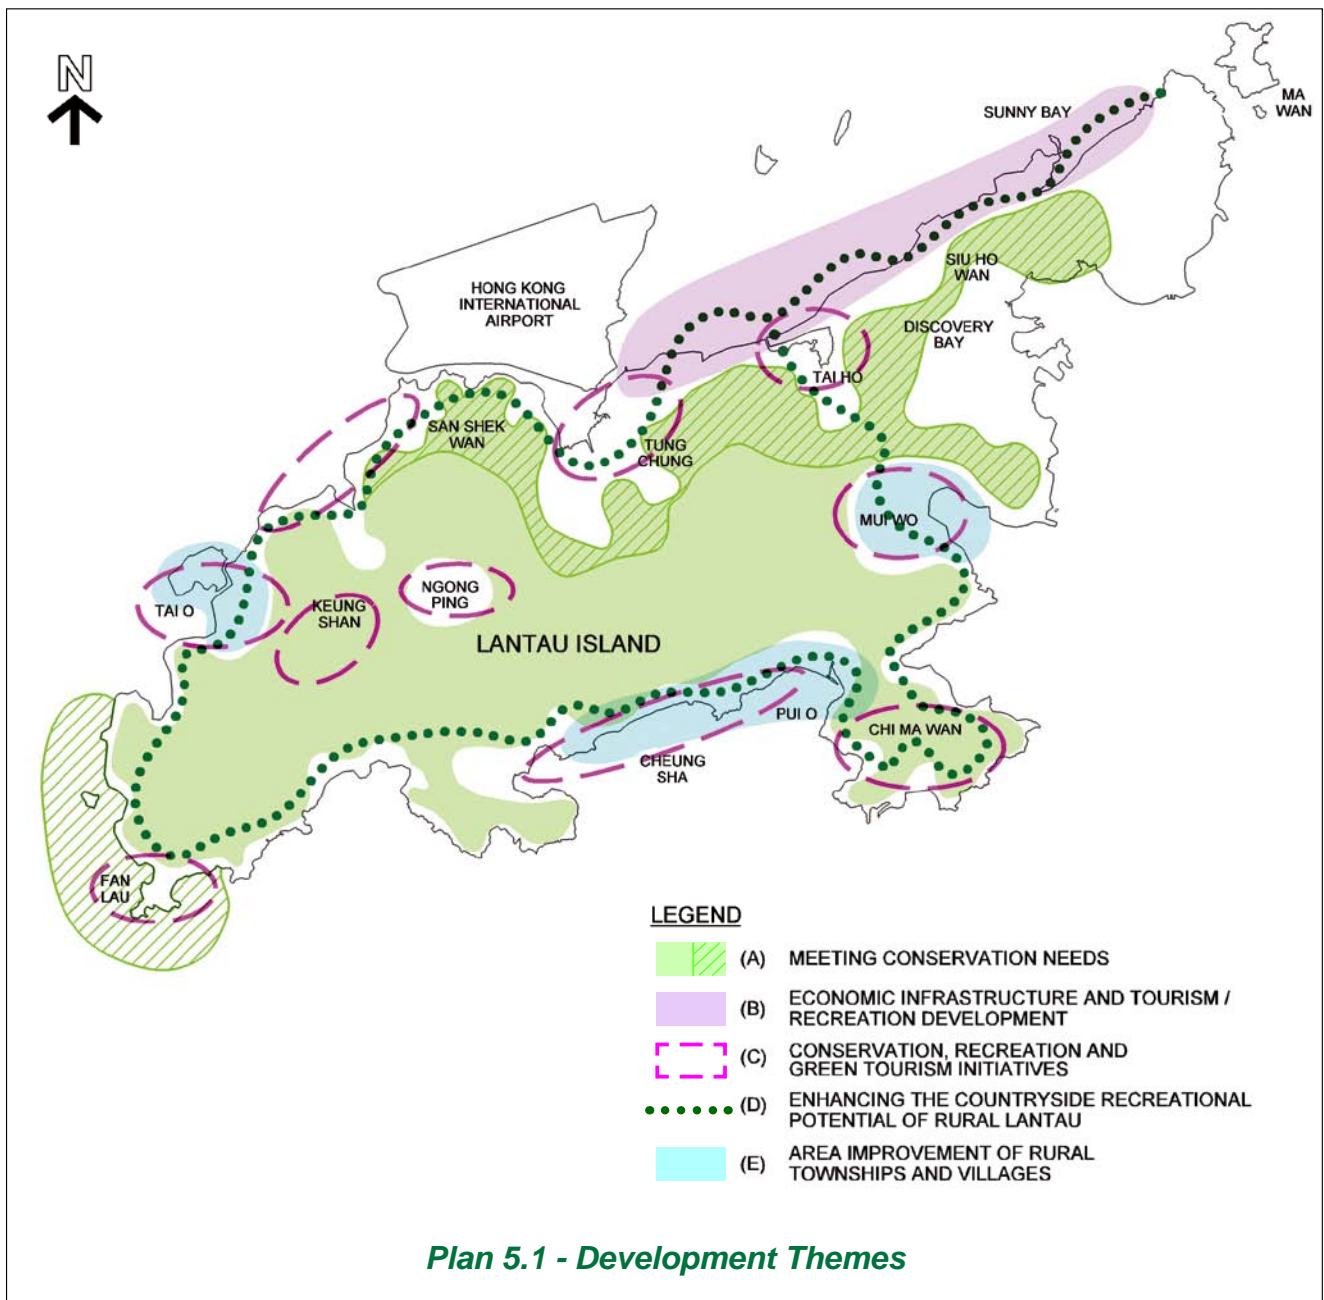 N
MA
WAN
SUNNY BAY
SIU HO
WAN
HONG KONG
INTERNATIONAL
AIRPORT
DISCOVERY
BAY
TAI HO
SAN SHEK
WAN
TUNG
CHUNG
MUI WO
NGONG
PING
TAI O
KEUNG
SHAN
LANTAU ISLAND
PUI O
CHI MA WAN
CHEUNG
SHA
FAN
LAU
LEGEND
(A) MEETING CONSERVATION NEEDS
(B) ECONOMIC INFRASTRUCTURE AND TOURISM /
RECREATION DEVELOPMENT
(C) CONSERVATION, RECREATION AND
GREEN TOURISM INITIATIVES
(D) ENHANCING THE COUNTRYSIDE RECREATIONAL
POTENTIAL OF RURAL LANTAU
(E) AREA IMPROVEMENT OF RURAL
TOWNSHIPS AND VILLAGES
Plan 5.1 - Development Themes